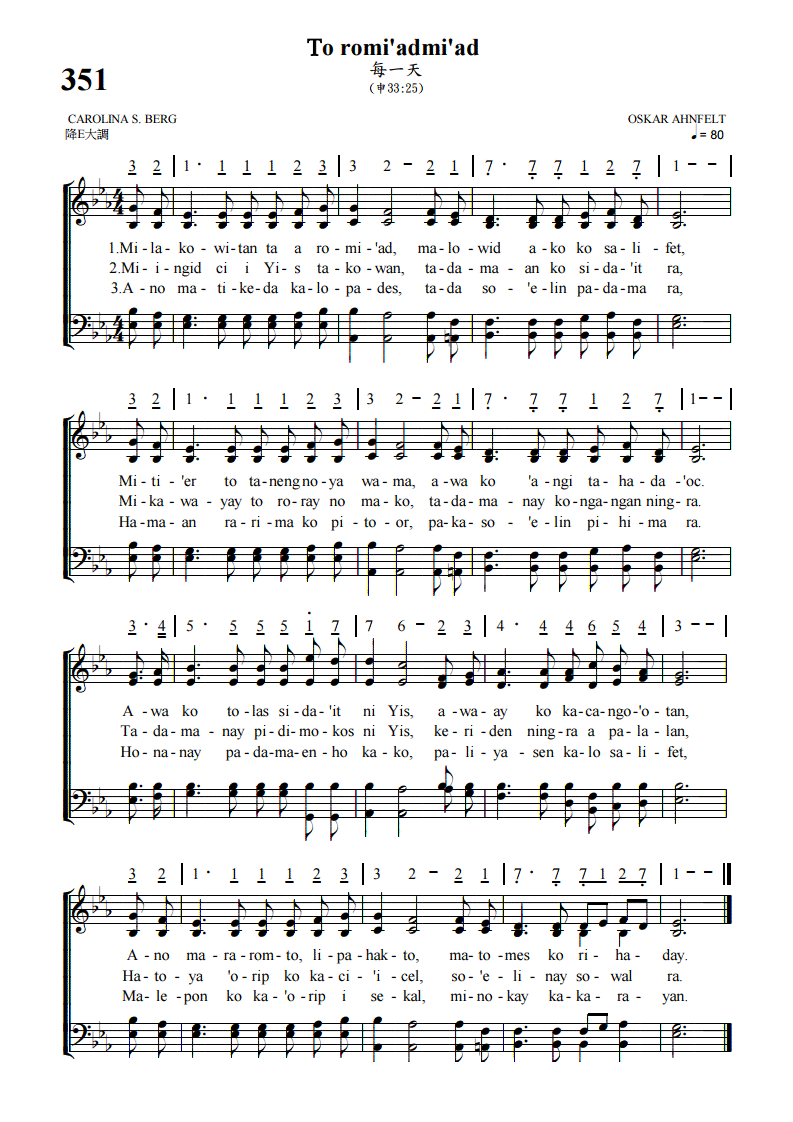 To romi'admi'ad
每一天
351
(申33:25)
CAROLINA S. BERG
OSKAR AHNFELT
降E大調
♩ = 80
3 2 | 1 · 1 1 1 2 3 | 3 2 - 2 1 | 7 · 7 7 1 2 7 | 1 - -
1.Mi-la-ko-wi-tan ta a ro-mi-'ad, ma-lo-wid a-ko ko sa-li-fet,
2.Mi-i-ngid ci i Yi-s ta-ko-wan, ta-da-ma-an ko si-da-'it ra,
3.A-no ma-ti-ke-da ka-lo-pa-des, ta-da so-'e-lin pa-da-ma ra,
3 2 | 1 · 1 1 1 2 3 | 3 2 - 2 1 | 7 · 7 7 1 2 7 | 1 - -
Mi-ti-'er to ta-neng no-ya wa-ma, a-wa ko 'a-ngi ta-ha-da-'oc.
Mi-ka-wa-yay to ro-ray no ma-ko, ta-da-ma-nay ko-nga-ngan ning-ra.
Ha-ma-an ra-ri-ma ko pi-to-or, pa-ka-so-'e-lin pi-hi-ma ra.
3 · 4 | 5 · 5 5 5 1 7 | 7 6 - 2 3 | 4 · 4 4 6 5 4 | 3 - -
A-wa ko to-las si-da-'it ni Yis, a-wa-ay ko ka-ca-ngo-'o-tan,
Ta-da-ma-nay pi-di-mo-kos ni Yis, ke-ri-den ning-ra a pa-la-lan,
Ho-na-nay pa-da-ma-en-ho ka-ko, pa-li-ya-sen ka-lo sa-li-fet,
3 2 | 1 · 1 1 1 2 3 | 3 2 - 2 1 | 7 · 7 7 1 2 7 | 1 - -
A-no ma-ra-rom-to, li-pa-hak-to, ma-to-mes ko ri-ha-day.
Ha-to-ya 'o-rip ko ka-ci-'i-cel, so-'e-li-nay so-wal ra.
Ma-le-pon ko ka-'o-rip i se-kal, mi-no-kay ka-ka-ra-yan.